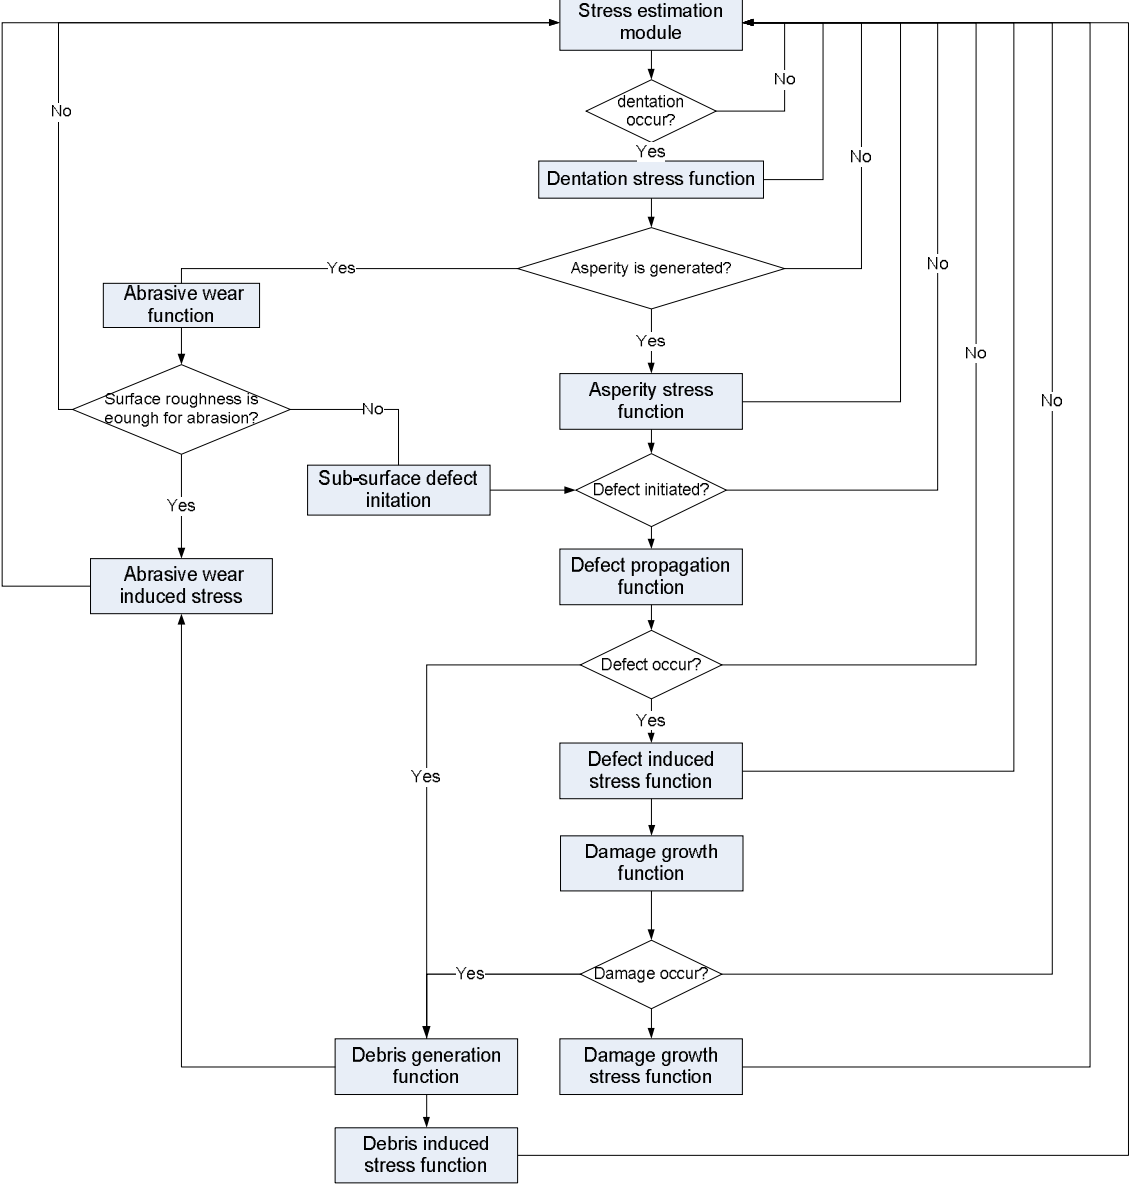 Stress estimation
module
No
No
dentation
occur?
Yes
No
Dentation stress function
Asperity is generated?
Yes
No
Abrasive wear
function
Yes
No
Asperity stress
function
Surface roughness is
eoungh for abrasion?
No
No
Sub-surface defect
initation
Defect initiated?
Yes
Defect propagation
function
Abrasive wear
induced stress
Defect occur?
Yes
Defect induced
stress function
Yes
Damage growth
function
Damage occur?
Yes
Debris generation
function
Damage growth
stress function
Debris induced
stress function